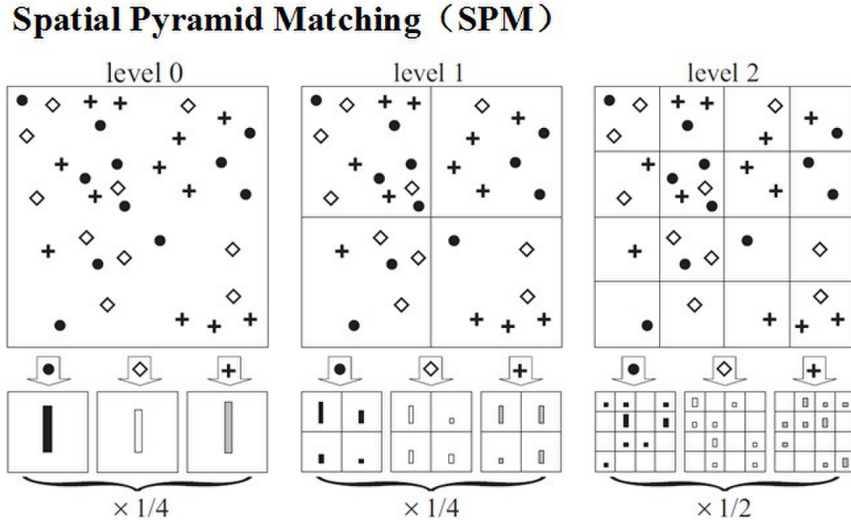 Spatial Pyramid Matching（SPM）
level 0 level 1 level 2
× 1/4 × 1/4 × 1/2